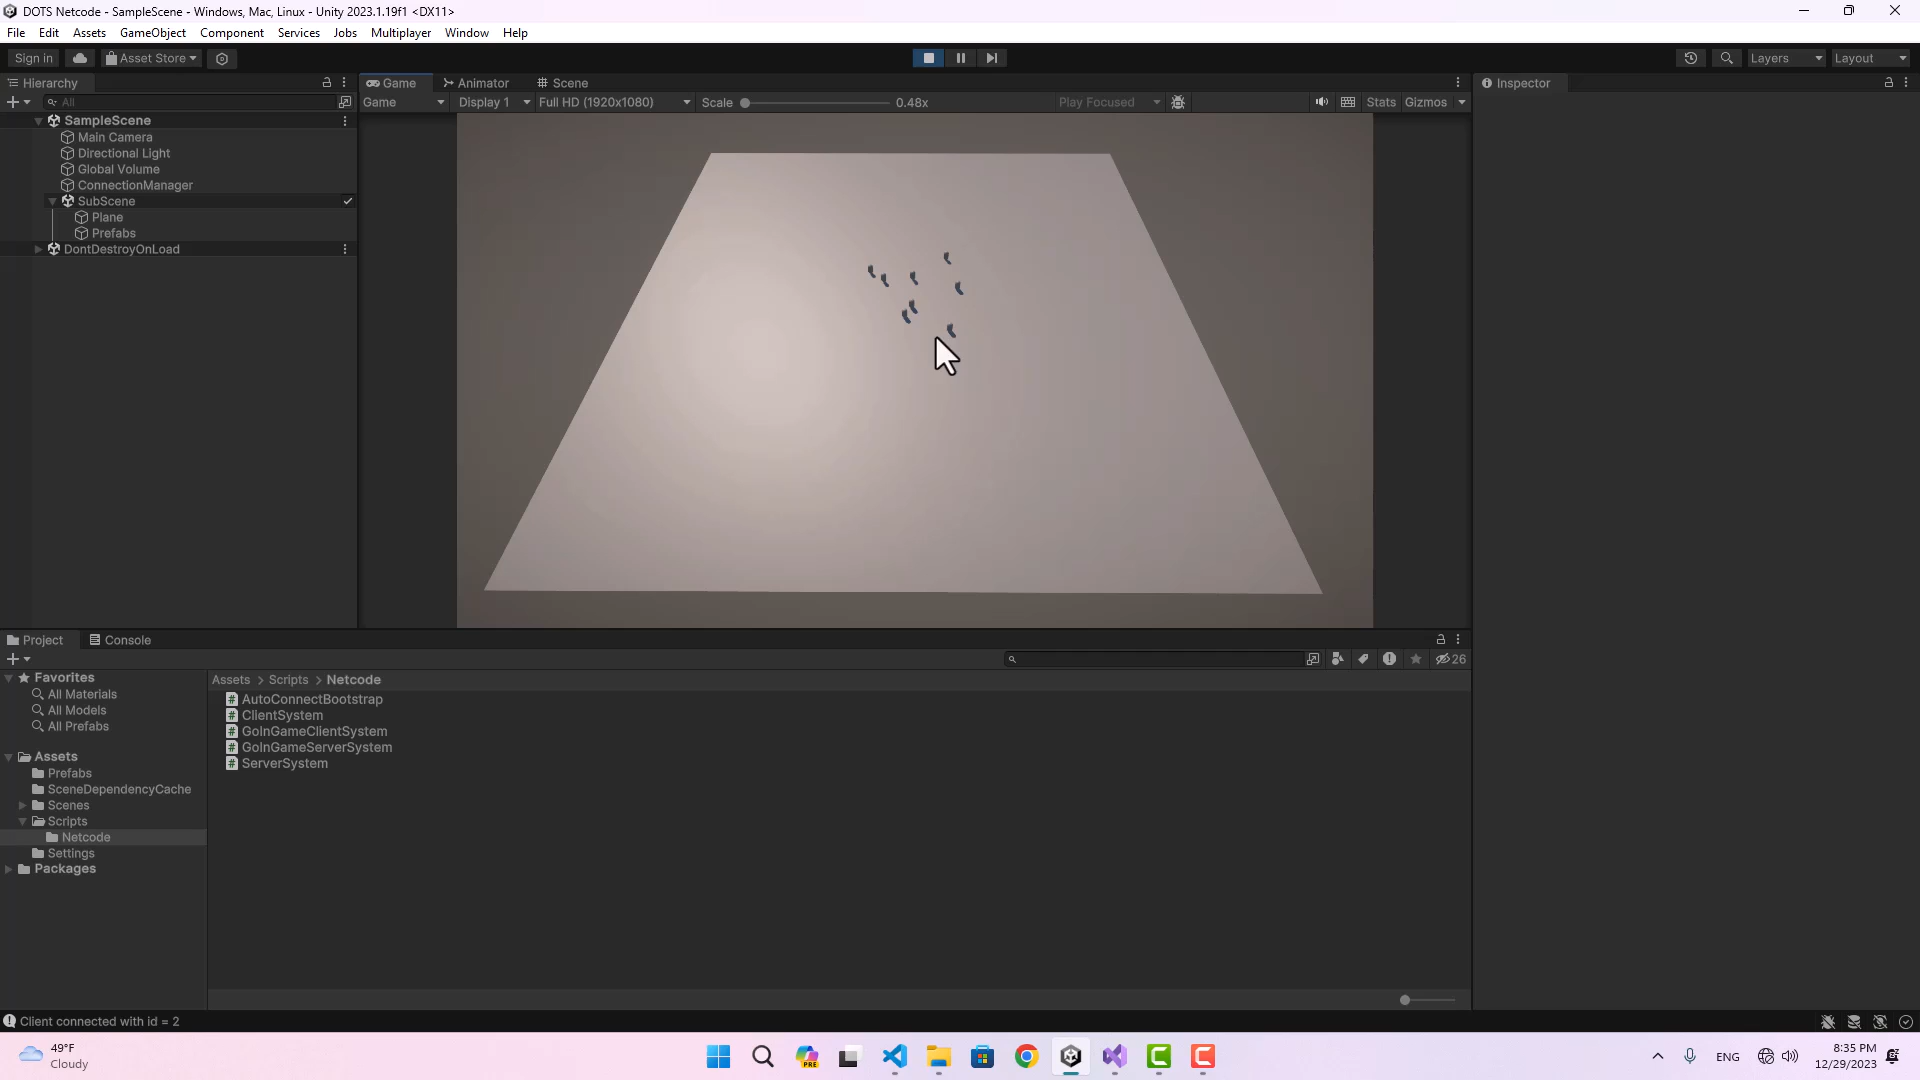 DOTS Netcode - SampleScene - Windows, Mac, Linux - Unity 2023.1.19f1 <DX11>
File Edit Assets GameObject Component Services Jobs Multiplayer Window Help
Sign in Asset Store Layers Layout
Hierarchy Game Animator Scene Inspector
All Game Display 1 Full HD (1920x1080) Scale 0.48x Play Focused Stats Gizmos
SampleScene
Main Camera
Directional Light
Global Volume
ConnectionManager
SubScene
Plane
Prefabs
DontDestroyOnLoad
Project Console
26
Favorites
All Materials
All Models
All Prefabs
Assets
Prefabs
SceneDependencyCache
Scenes
Scripts
Netcode
Settings
Packages
Assets > Scripts > Netcode
AutoConnectBootstrap
ClientSystem
GoInGameClientSystem
GoInGameServerSystem
ServerSystem
Client connected with id = 2
49°F
Cloudy
PRE
ENG
8:35 PM
12/29/2023